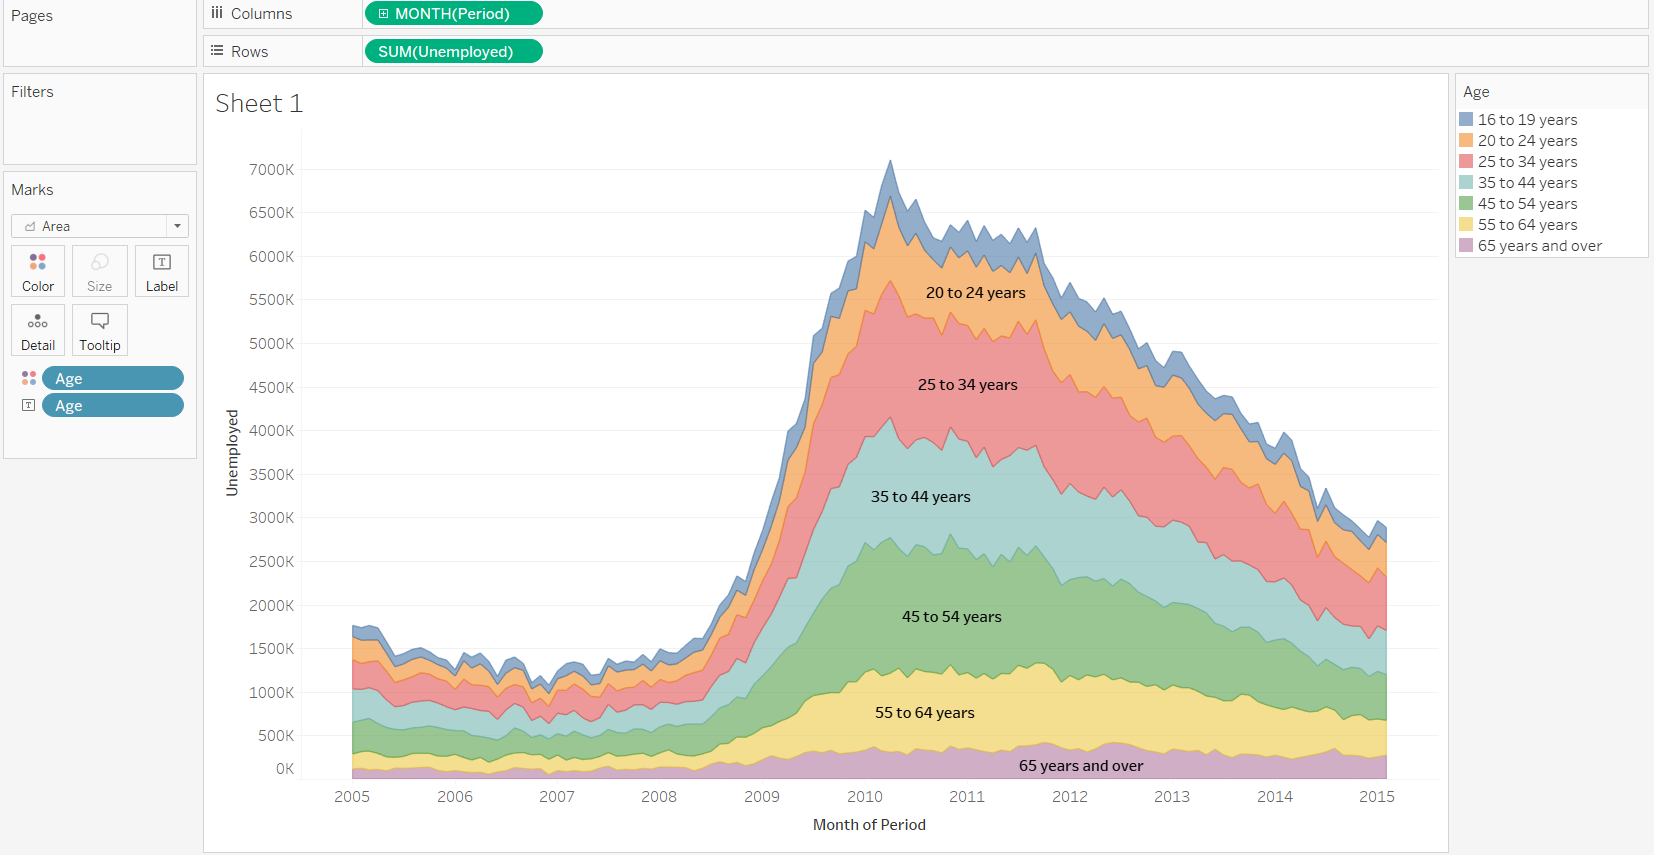 Pages
Columns
MONTH(Period)
Rows
SUM(Unemployed)
Filters
Marks
Area
Color
Size
Label
Detail
Tooltip
Age
Age
Sheet 1
7000K
6500K
6000K
5500K
5000K
4500K
4000K
3500K
3000K
2500K
2000K
1500K
1000K
500K
0K
Unemployed
20 to 24 years
25 to 34 years
35 to 44 years
45 to 54 years
55 to 64 years
65 years and over
2005 2006 2007 2008 2009 2010 2011 2012 2013 2014 2015
Month of Period
Age
16 to 19 years
20 to 24 years
25 to 34 years
35 to 44 years
45 to 54 years
55 to 64 years
65 years and over